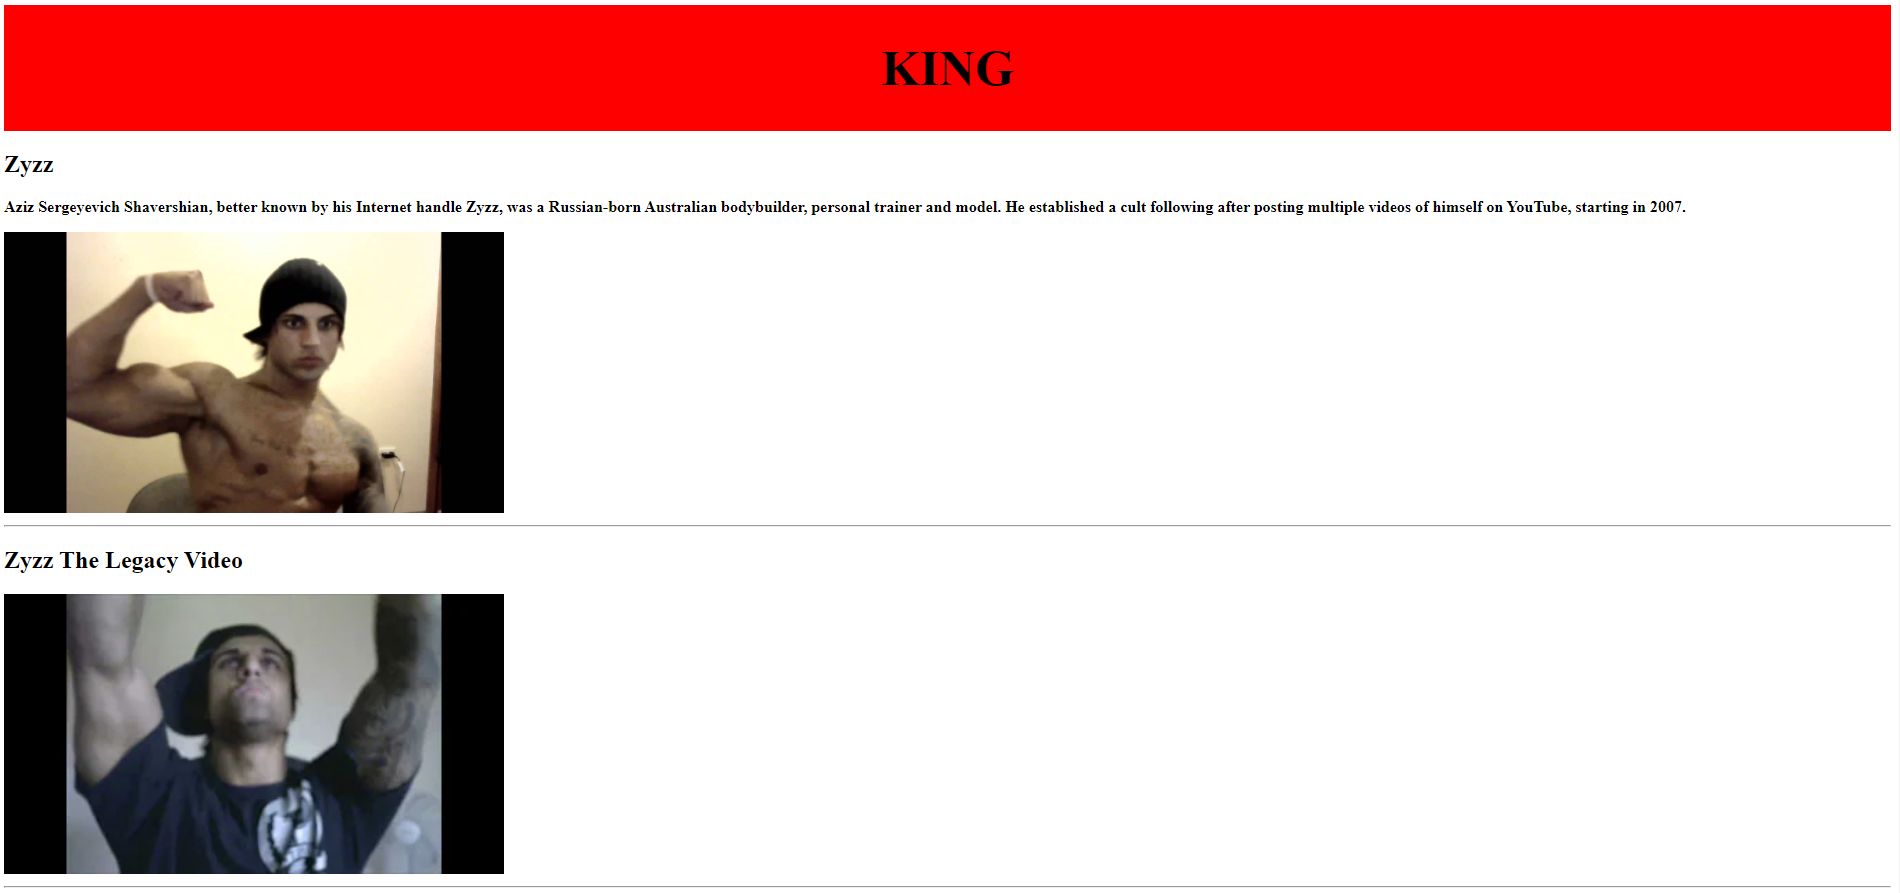 KING
Zyzz
Aziz Sergeyevich Shavershian, better known by his Internet handle Zyzz, was a Russian-born Australian bodybuilder, personal trainer and model. He established a cult following after posting multiple videos of himself on YouTube, starting in 2007.
Zyzz The Legacy Video